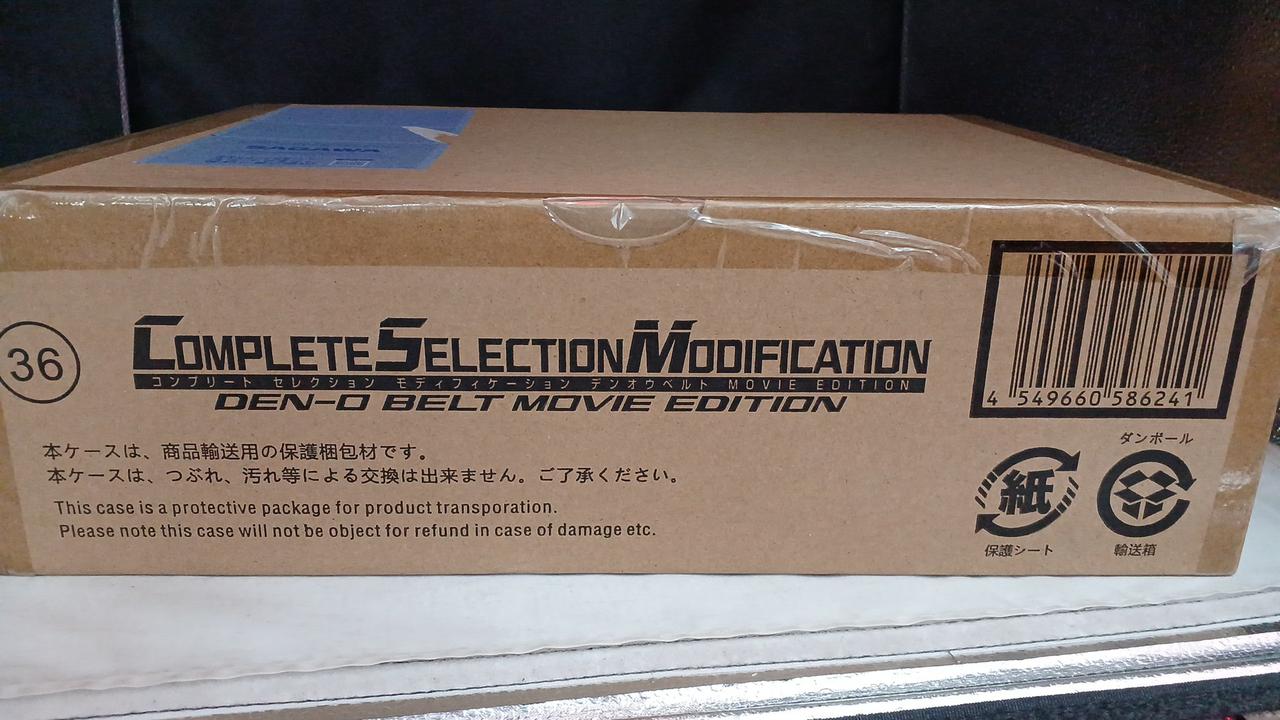 SAGAWA
36
COMPLETE SELECTION MODIFICATION
コンプリート セレクション モディフィケーション デンオウベルト MOVIE EDITION
DEN-O BELT MOVIE EDITION
本ケースは、商品輸送用の保護梱包材です。
本ケースは、つぶれ、汚れ等による交換は出来ません。ご了承ください。
This case is a protective package for product transporation.
Please note this case will not be object for refund in case of damage etc.
4 549660 586241
ダンボール
紙
保護シート
輸送箱